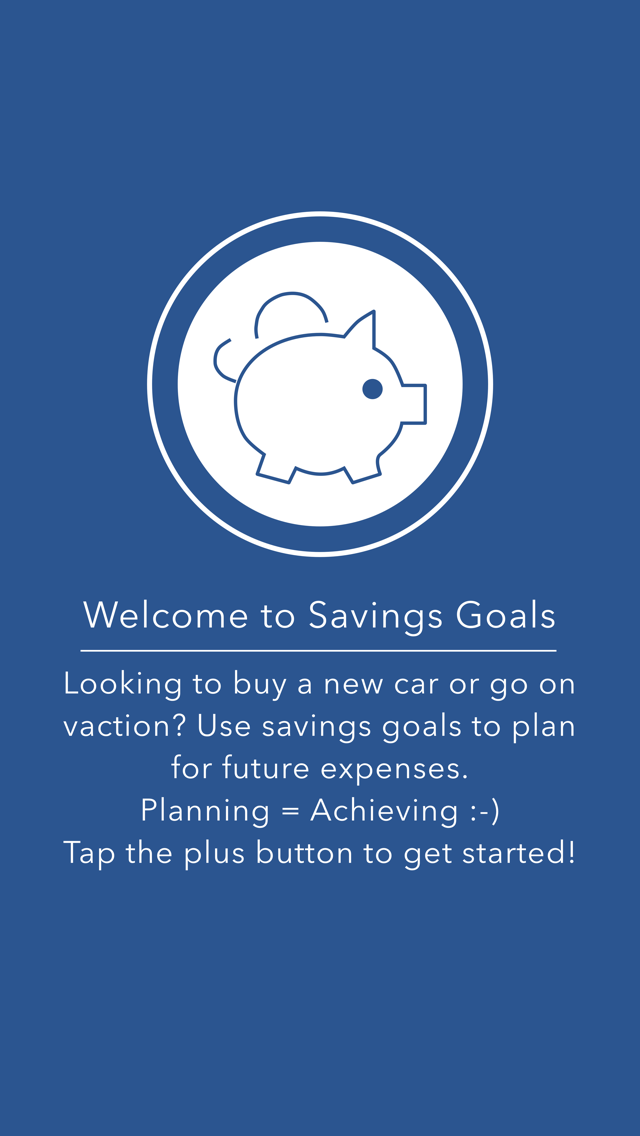 Welcome to Savings Goals
Looking to buy a new car or go on
vaction? Use savings goals to plan
for future expenses.
Planning = Achieving :-)
Tap the plus button to get started!